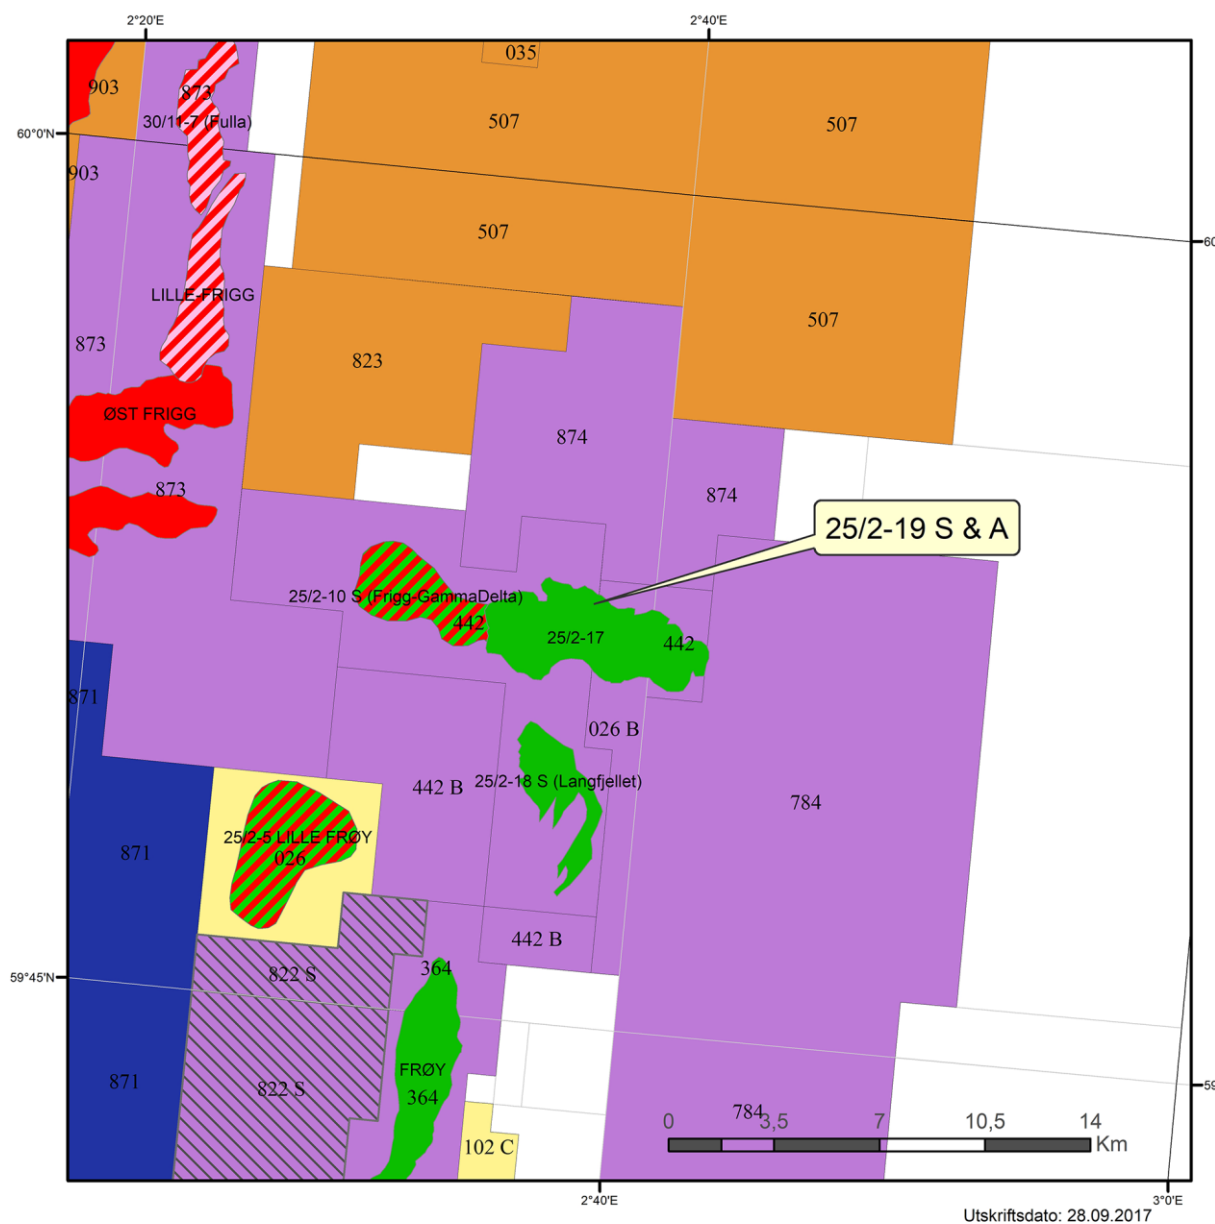 2°20'E
2°40'E
035
903
873
30/11-7 (Fulla)
507
507
60°0'N
903
507
60
LILLE-FRIGG
507
873
823
ØST FRIGG
874
873
874
25/2-19 S & A
25/2-10 S (Frigg-GammaDelta)
442
25/2-17
442
871
026 B
25/2-18 S (Langfjellet)
442 B
784
25/2-5 LILLE FRØY
026
871
442 B
364
822 S
59°45'N
FRØY
871
822 S
364
59
784
0 3,5 7 10,5 14
Km
102 C
2°40'E
3°0'E
Utskriftsdato: 28.09.2017